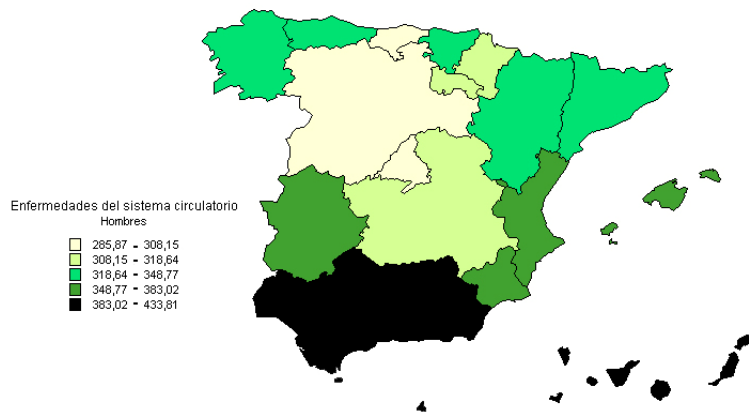 Enfermedades del sistema circulatorio
Hombres
285,87 - 308,15
308,15 - 318,64
318,64 - 348,77
348,77 - 383,02
383,02 - 433,81